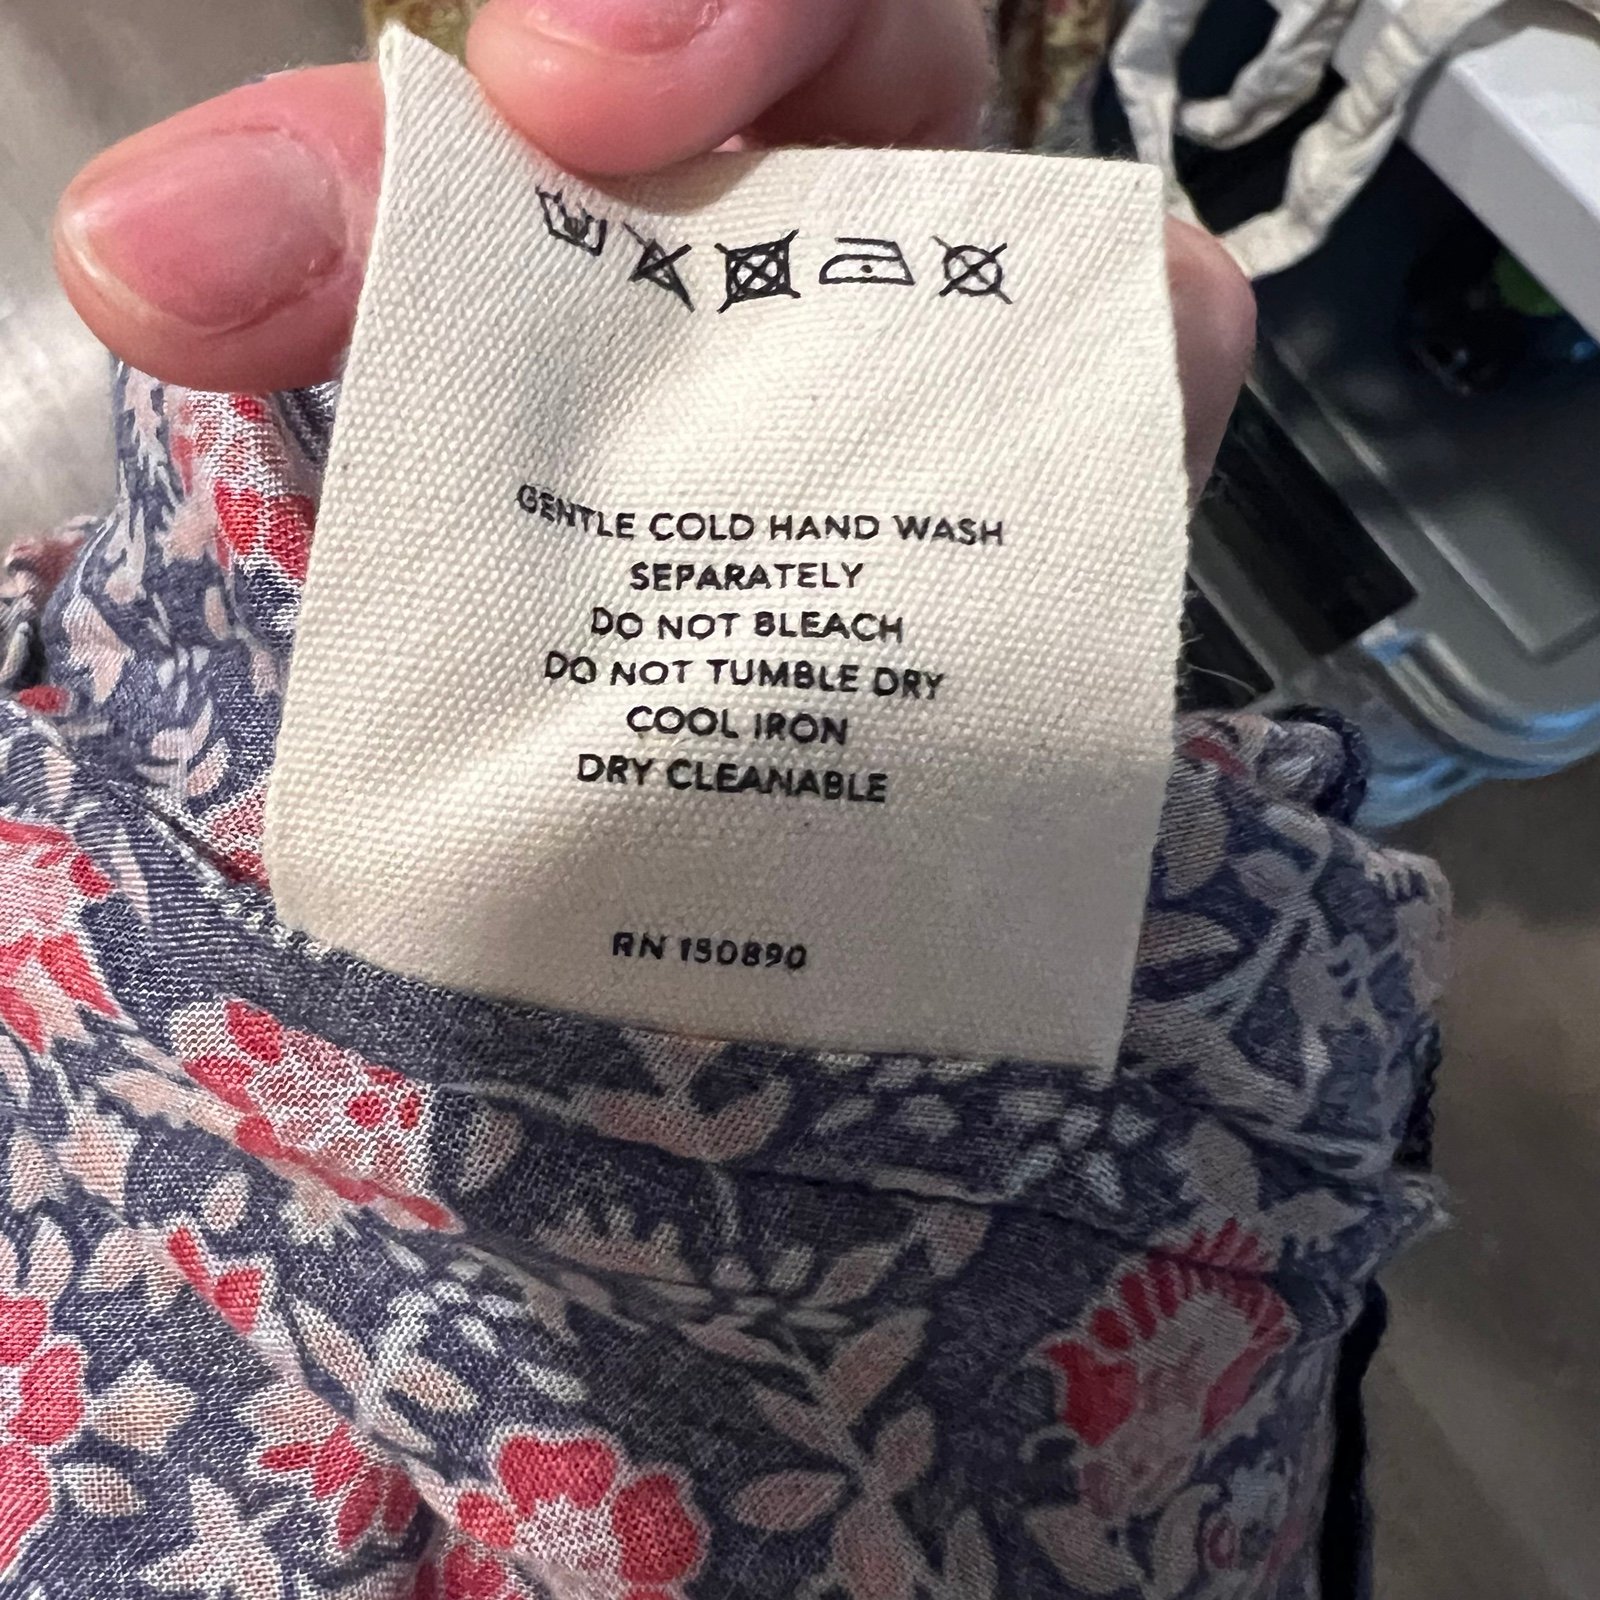 GENTLE COLD HAND WASH
SEPARATELY
DO NOT BLEACH
DO NOT TUMBLE DRY
COOL IRON
DRY CLEANABLE
RN 150890